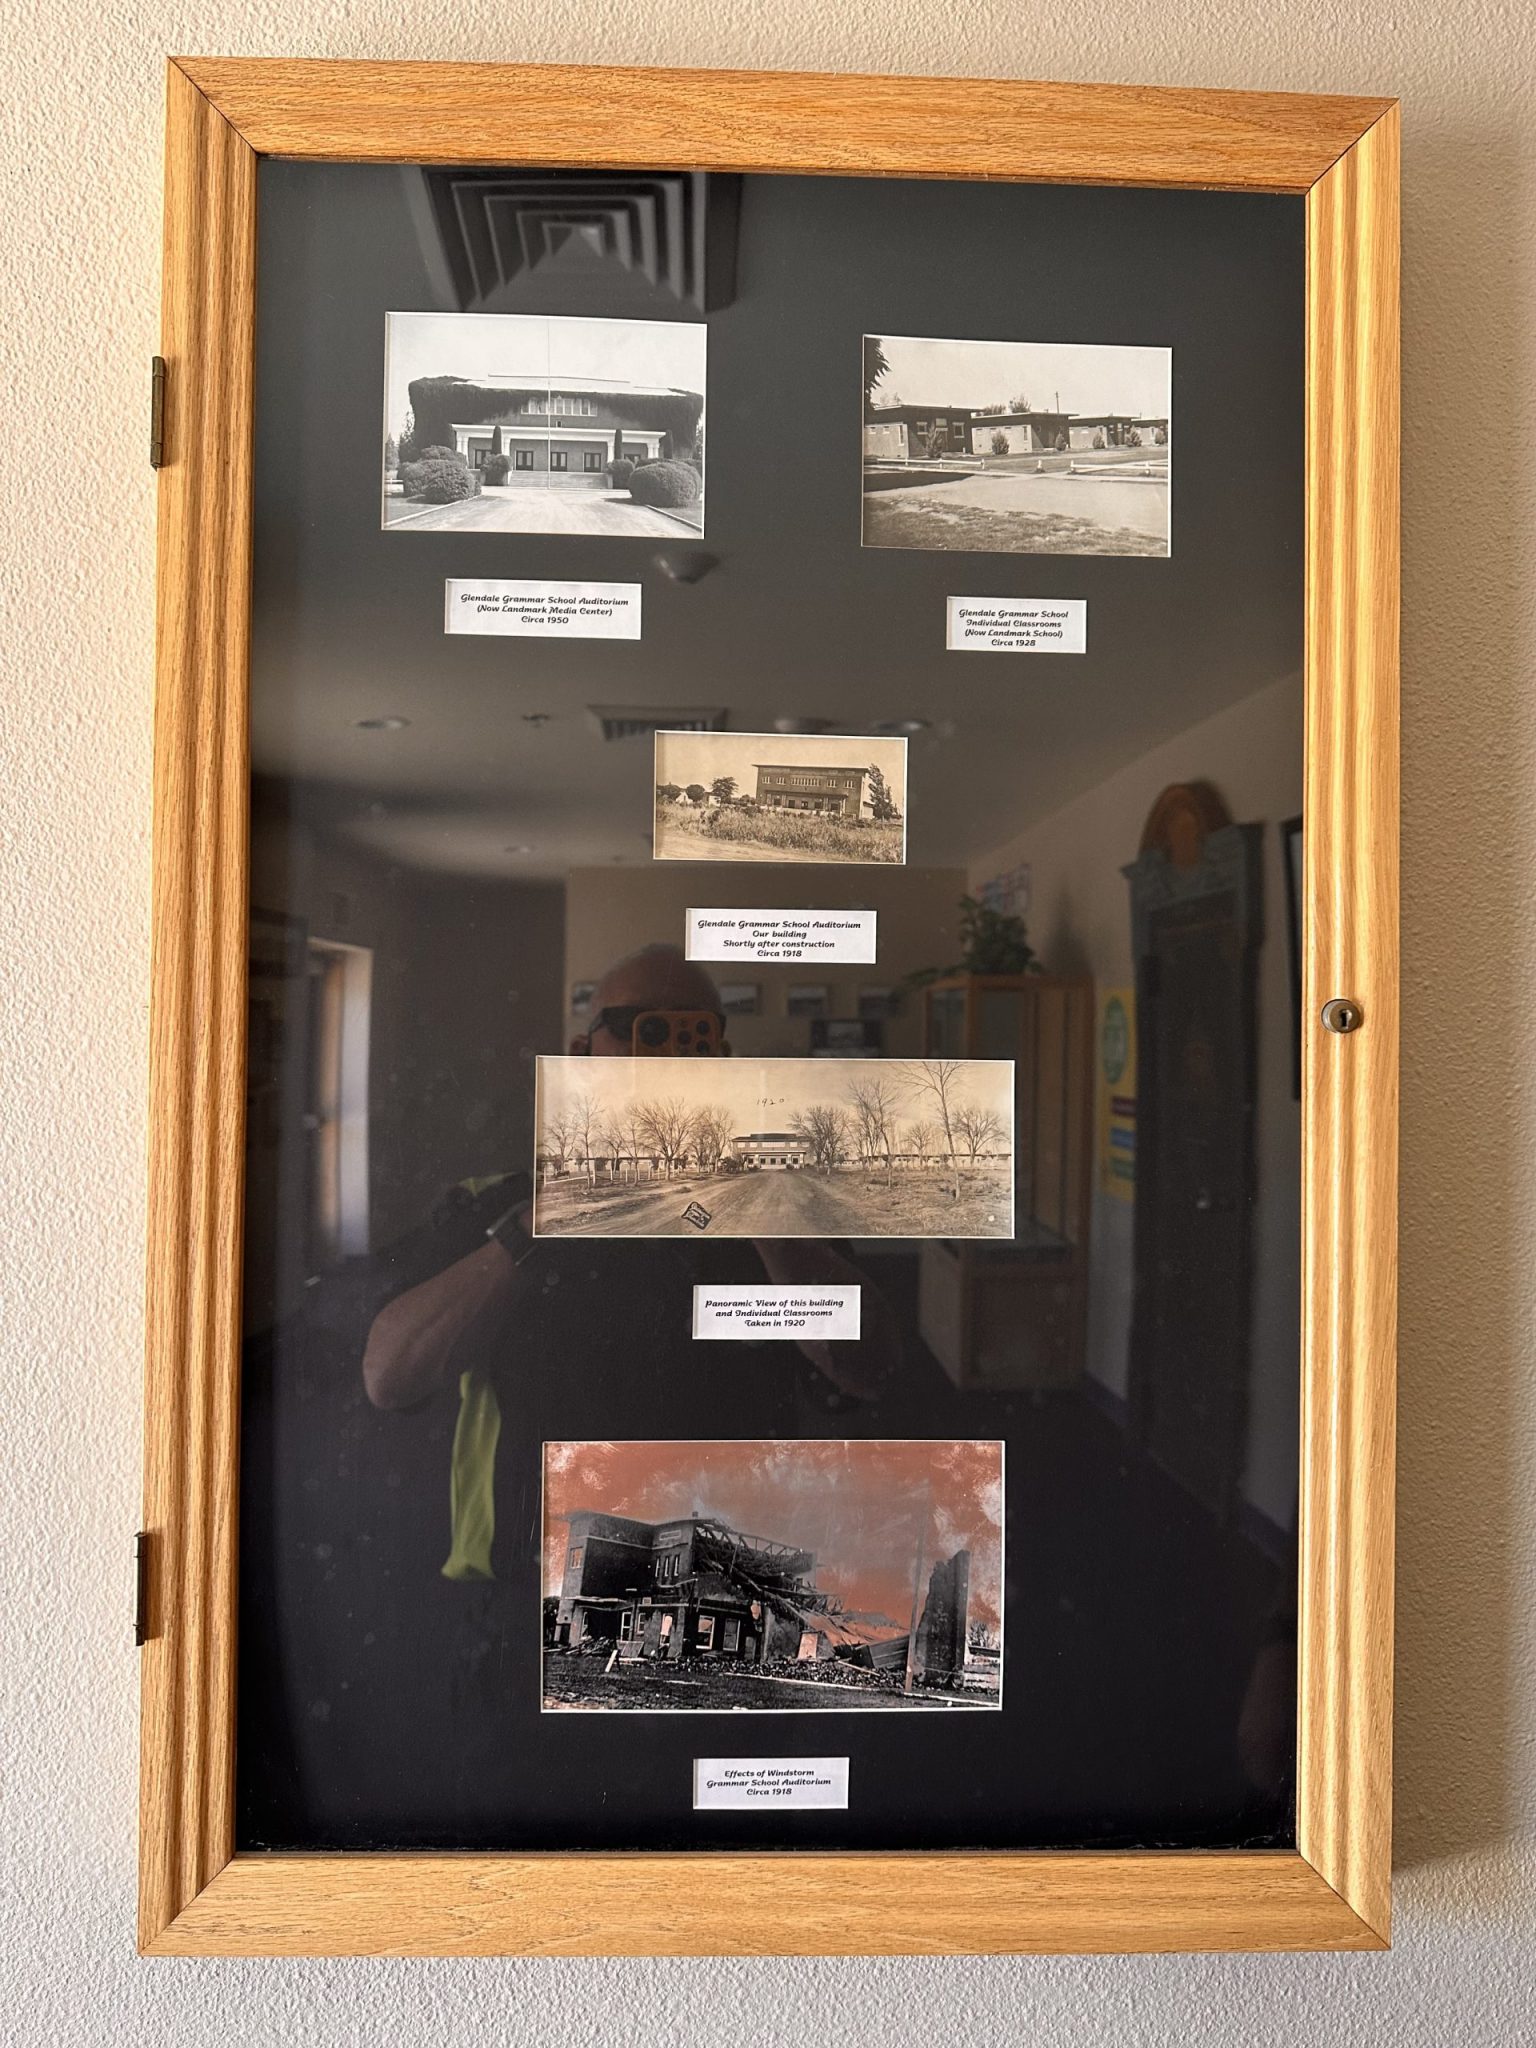 Glendale Grammar School Auditorium
(Now Landmark Media Center)
Circa 1950
Glendale Grammar School
Individual Classrooms
(Now Landmark School)
Circa 1928
Glendale Grammar School Auditorium
Our building
Shortly after construction
Circa 1918
1920
Panoramic View of this building
and Individual Classrooms
Taken in 1920
Effects of Windstorm
Grammar School Auditorium
Circa 1918